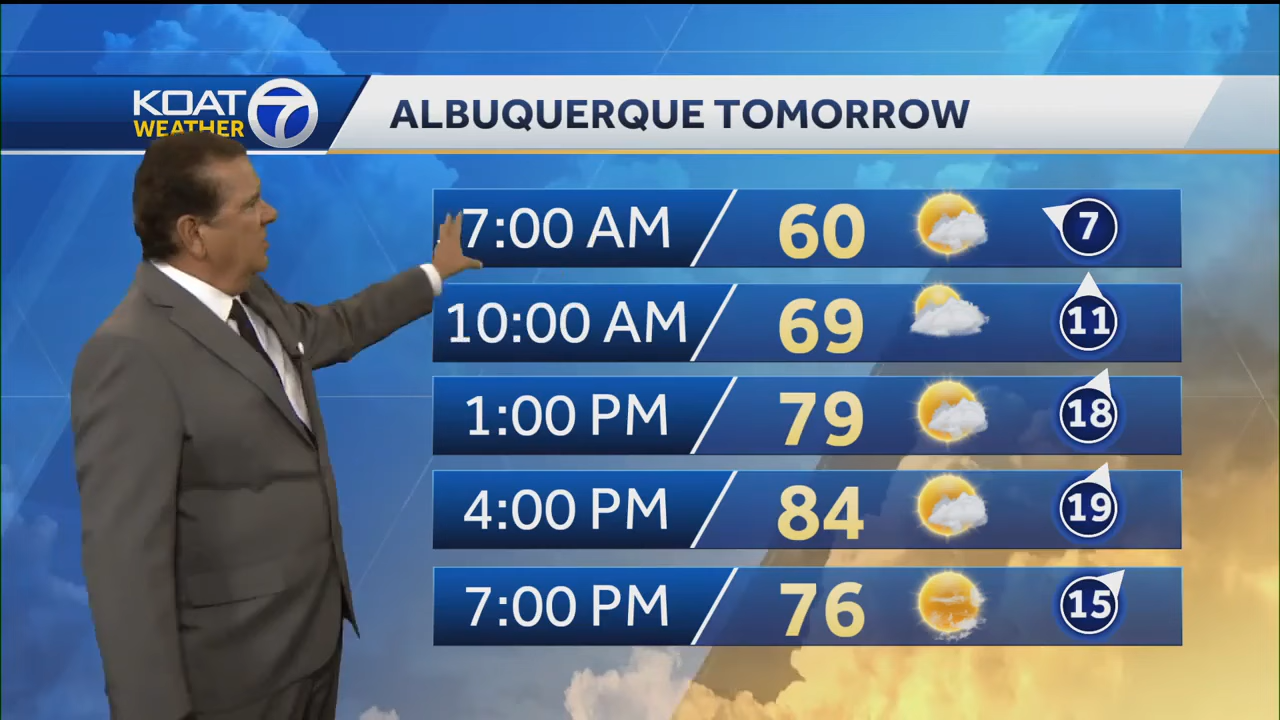 KOAT 7
WEATHER
ALBUQUERQUE TOMORROW
7:00 AM 60 7
10:00 AM 69 11
1:00 PM 79 18
4:00 PM 84 19
7:00 PM 76 15